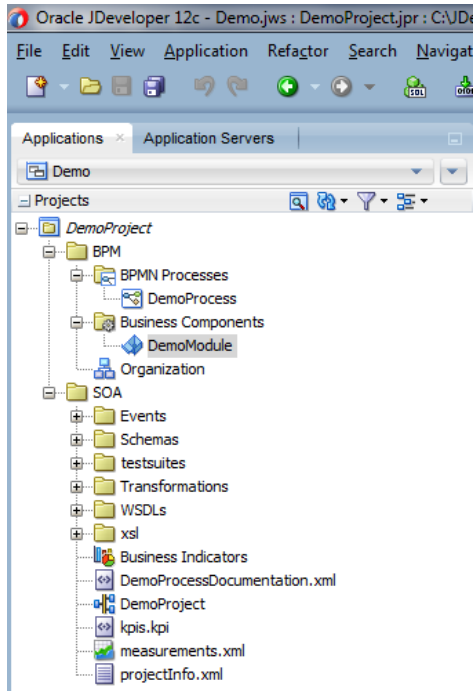 Oracle JDeveloper 12c - Demo.jws : DemoProject.jpr : C:\JDe
File Edit View Application Refactor Search Navigat
SQL
Applications × Application Servers
Demo
Projects
DemoProject
BPM
BPMN Processes
DemoProcess
Business Components
DemoModule
Organization
SOA
Events
Schemas
testsuites
Transformations
WSDLs
xsl
Business Indicators
DemoProcessDocumentation.xml
DemoProject
kpis.kpi
measurements.xml
projectInfo.xml